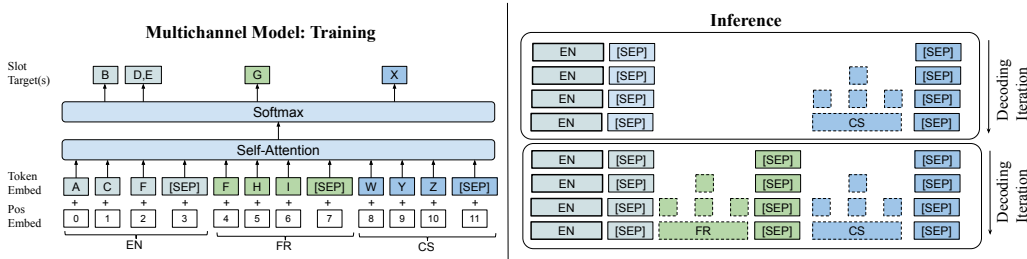 Multichannel Model: Training
Slot
Target(s)
B D,E G X
Softmax
Self-Attention
Token
Embed
A C F [SEP] F H I [SEP] W Y Z [SEP]
+ + + + + + + + + + + +
Pos
Embed
0 1 2 3 4 5 6 7 8 9 10 11
EN FR CS
Inference
EN [SEP] [SEP]
EN [SEP] [SEP]
EN [SEP] [SEP]
EN [SEP] CS [SEP]
Decoding
Iteration
EN [SEP] [SEP] [SEP]
EN [SEP] [SEP] [SEP]
EN [SEP] [SEP] [SEP]
EN [SEP] FR [SEP] CS [SEP]
Decoding
Iteration